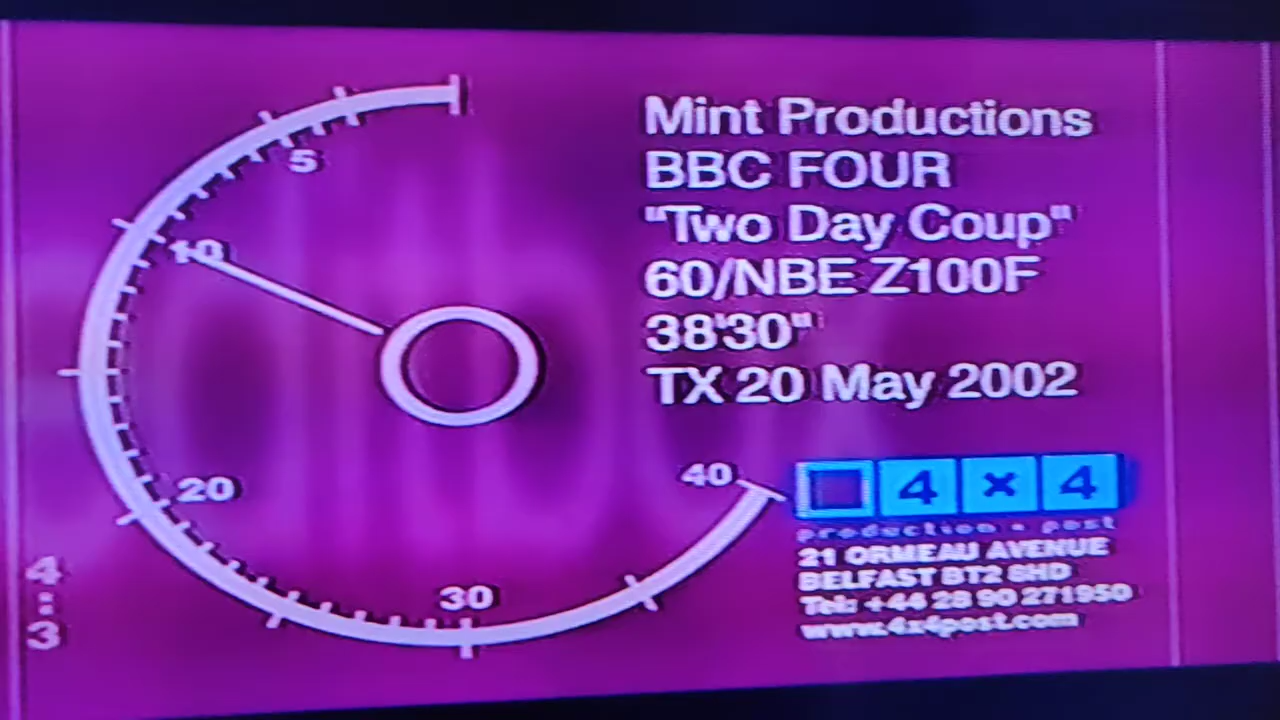 Mint Productions
BBC FOUR
"Two Day Coup"
60/NBE Z100F
38'30"
TX 20 May 2002
5
10
20
30
40
4 x 4
production + post
21 ORMEAU AVENUE
BELFAST BT2 8HD
Tel: +44 28 90 271950
www.4x4post.com
4:3